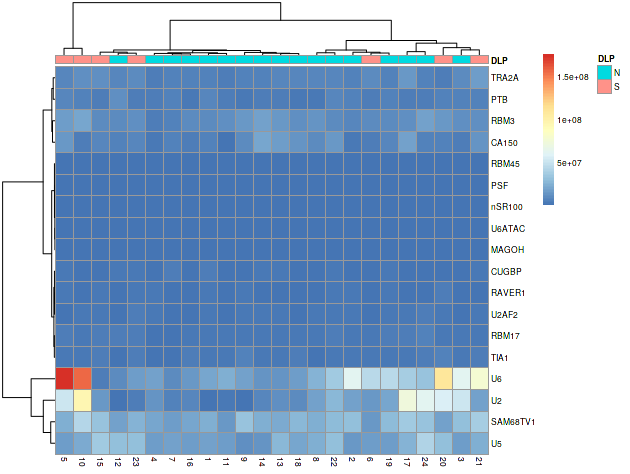 DLP
TRA2A
PTB
RBM3
CA150
RBM45
PSF
nSR100
U6ATAC
MAGOH
CUGBP
RAVER1
U2AF2
RBM17
TIA1
U6
U2
SAM68TV1
U5
5 10 15 12 23 4 7 16 1 11 9 14 13 18 8 22 2 6 19 17 24 20 3 21
1.5e+08
1e+08
5e+07
DLP
N
S